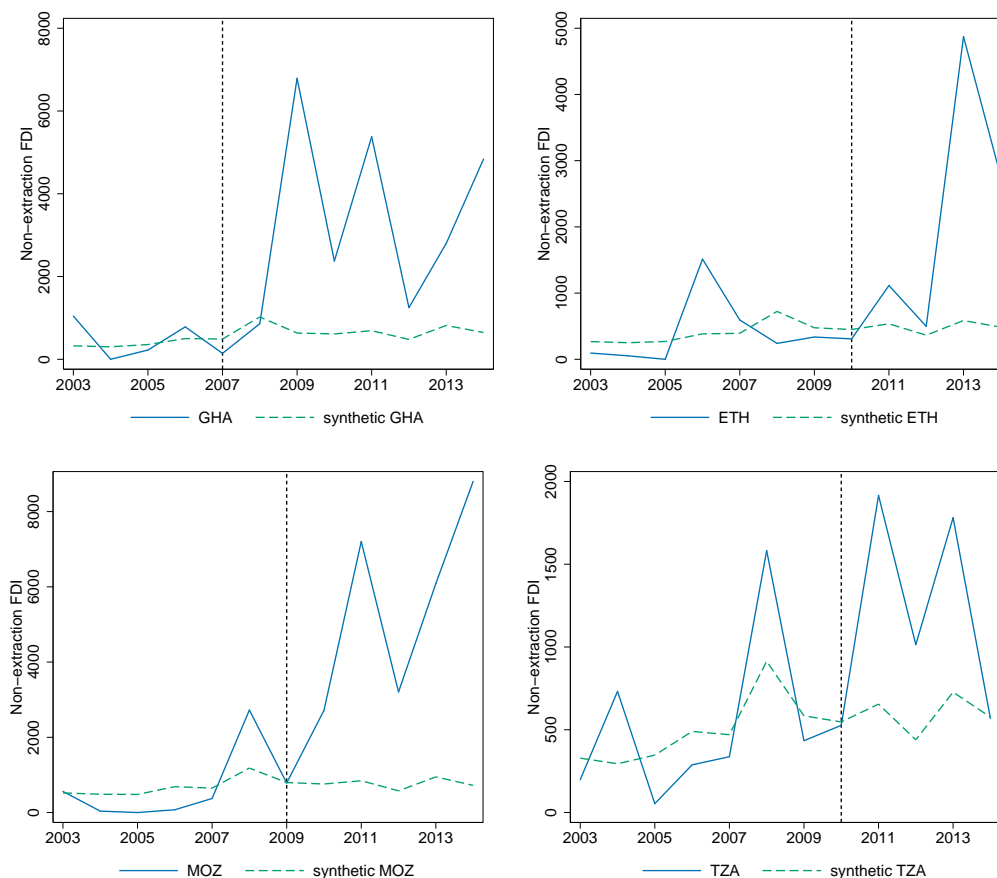 Non−extraction FDI
8000
6000
4000
2000
0
2003 2005 2007 2009 2011 2013
GHA synthetic GHA
Non−extraction FDI
5000
4000
3000
2000
1000
0
2003 2005 2007 2009 2011 2013
ETH synthetic ETH
Non−extraction FDI
8000
6000
4000
2000
0
2003 2005 2007 2009 2011 2013
MOZ synthetic MOZ
Non−extraction FDI
2000
1500
1000
500
0
2003 2005 2007 2009 2011 2013
TZA synthetic TZA